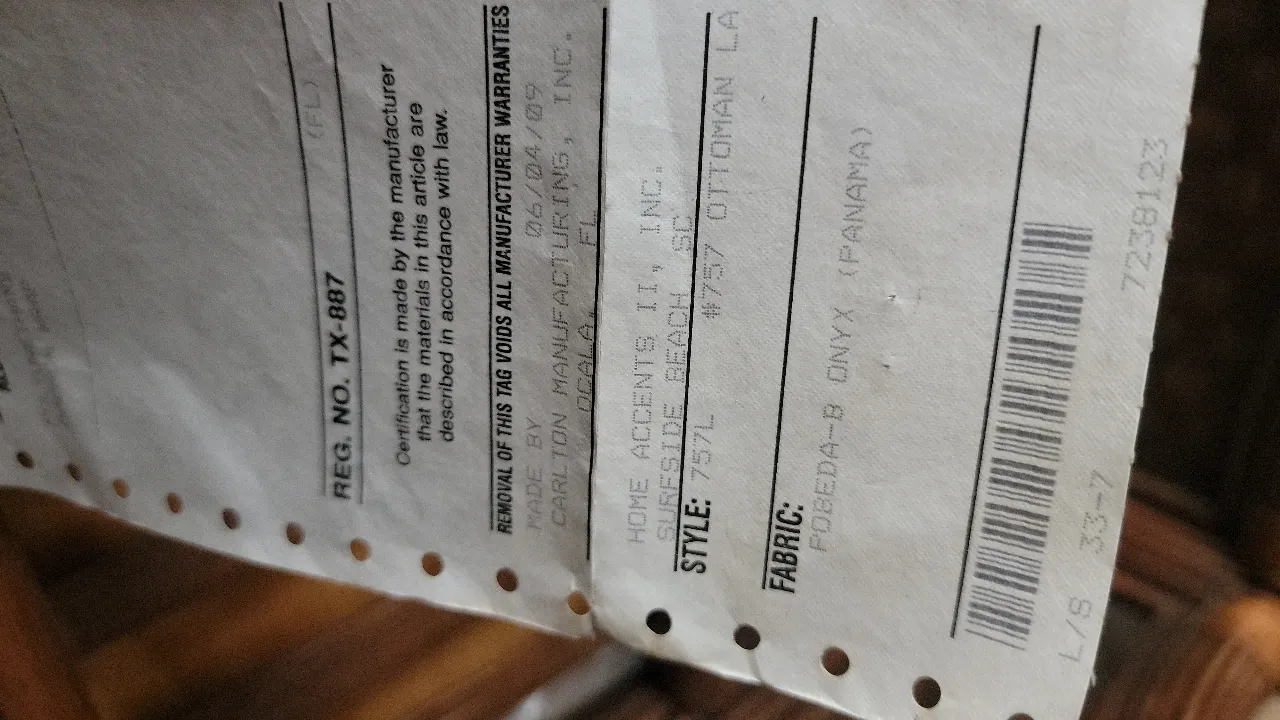 (FL)
REG. NO. TX-887
Certification is made by the manufacturer
that the materials in this article are
described in accordance with law.
REMOVAL OF THIS TAG VOIDS ALL MANUFACTURER WARRANTIES
MADE BY 06/04/09
CARLTON MANUFACTURING, INC.
OCALA, FL
HOME ACCENTS II, INC.
SURFSIDE BEACH SC
STYLE: 757L #757 OTTOMAN LA
FABRIC:
POBEDA-B ONYX (PANAMA)
L/S 33-7 7238123